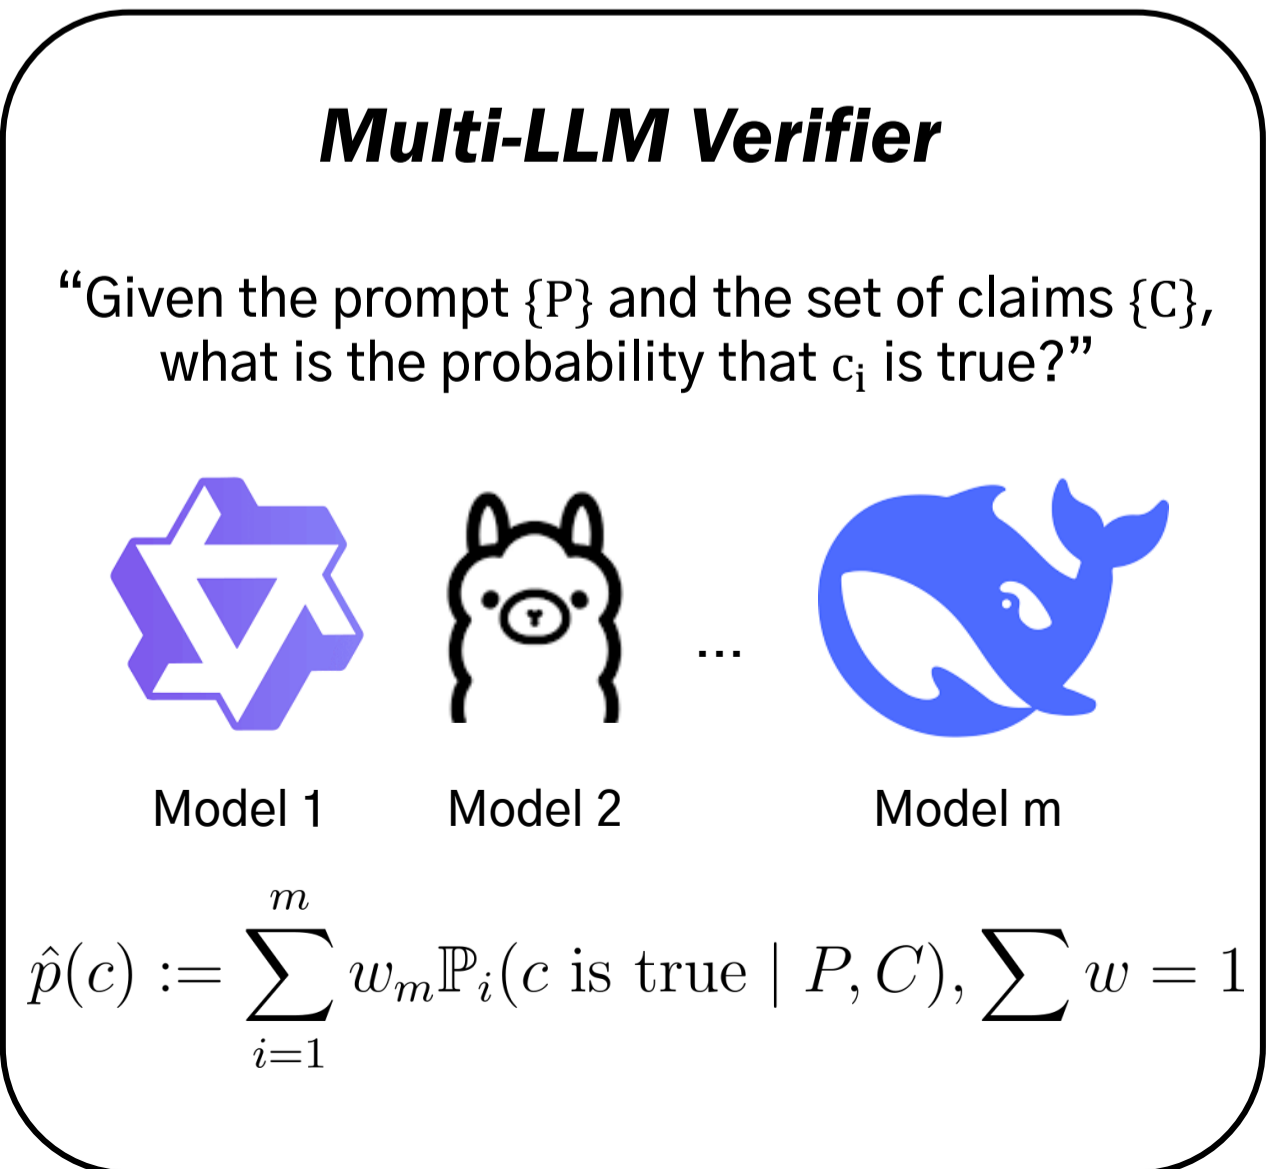 Multi-LLM Verifier
“Given the prompt {P} and the set of claims {C},
what is the probability that cᵢ is true?”
...
Model 1 Model 2 Model m
p̂(c) := ∑_{i=1}^{m} w_m ℙ_i(c is true | P, C), ∑ w = 1